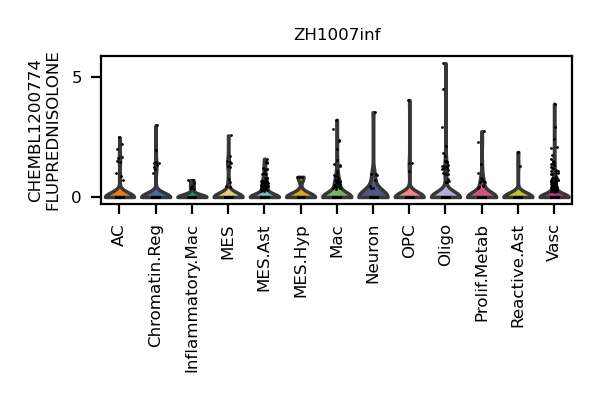 ZH1007inf
CHEMBL1200774
FLUPREDNISOLONE
5
0
AC
Chromatin.Reg
Inflammatory.Mac
MES
MES.Ast
MES.Hyp
Mac
Neuron
OPC
Oligo
Prolif.Metab
Reactive.Ast
Vasc